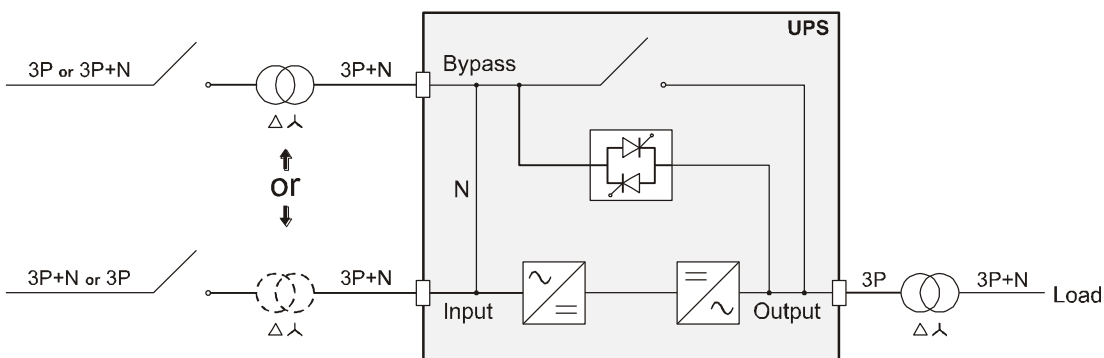 UPS
3P or 3P+N
3P+N
Bypass
or
N
3P+N or 3P
3P+N
Input
Output
3P
3P+N
Load